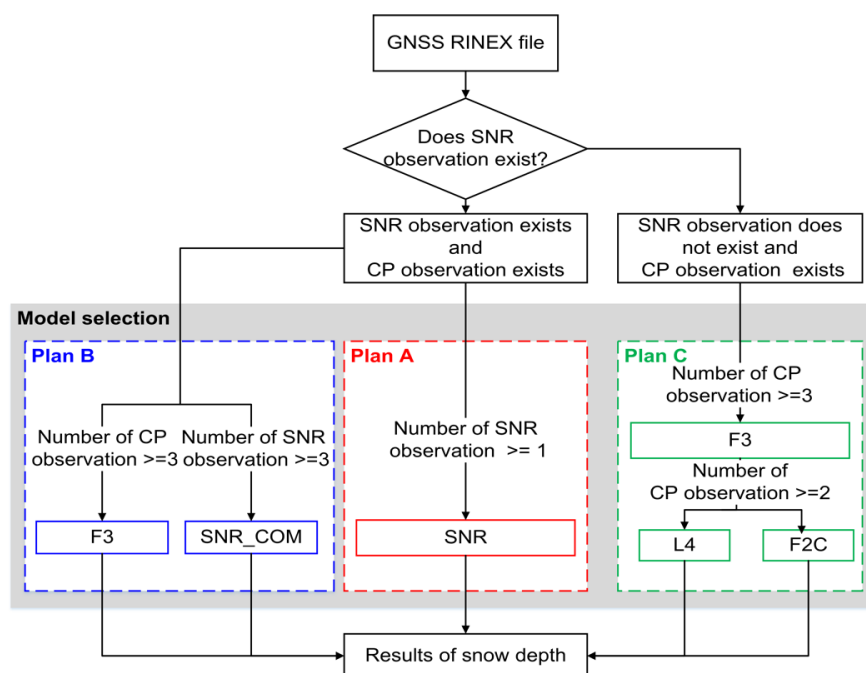 GNSS RINEX file
Does SNR
observation exist?
SNR observation exists
and
CP observation exists
SNR observation does
not exist and
CP observation exists
Model selection
Plan B
Number of CP
observation >=3
Number of SNR
observation >=3
F3
SNR_COM
Plan A
Number of SNR
observation >= 1
SNR
Plan C
Number of CP
observation >=3
F3
Number of
CP observation >=2
L4
F2C
Results of snow depth